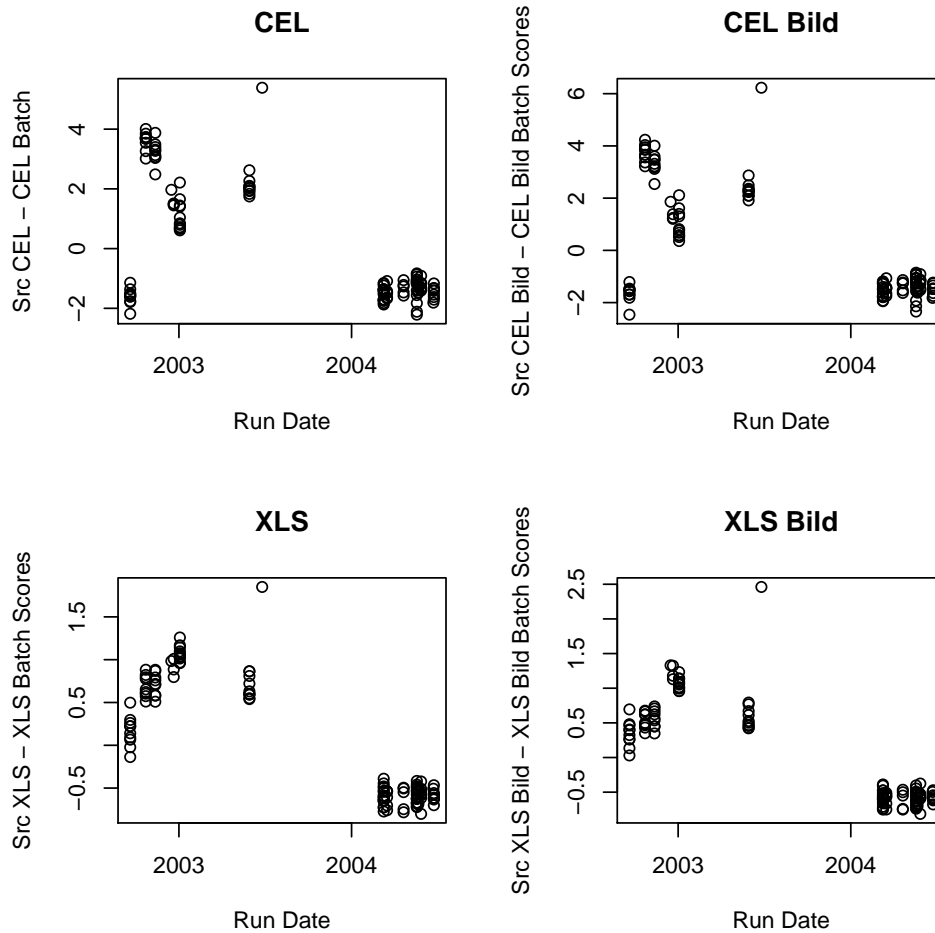 CEL
Src CEL − CEL Batch
4
2
0
−2
2003
2004
Run Date
CEL Bild
Src CEL Bild − CEL Bild Batch Scores
6
4
2
0
−2
2003
2004
Run Date
XLS
Src XLS − XLS Batch Scores
1.5
0.5
−0.5
2003
2004
Run Date
XLS Bild
Src XLS Bild − XLS Bild Batch Scores
2.5
1.5
0.5
−0.5
2003
2004
Run Date